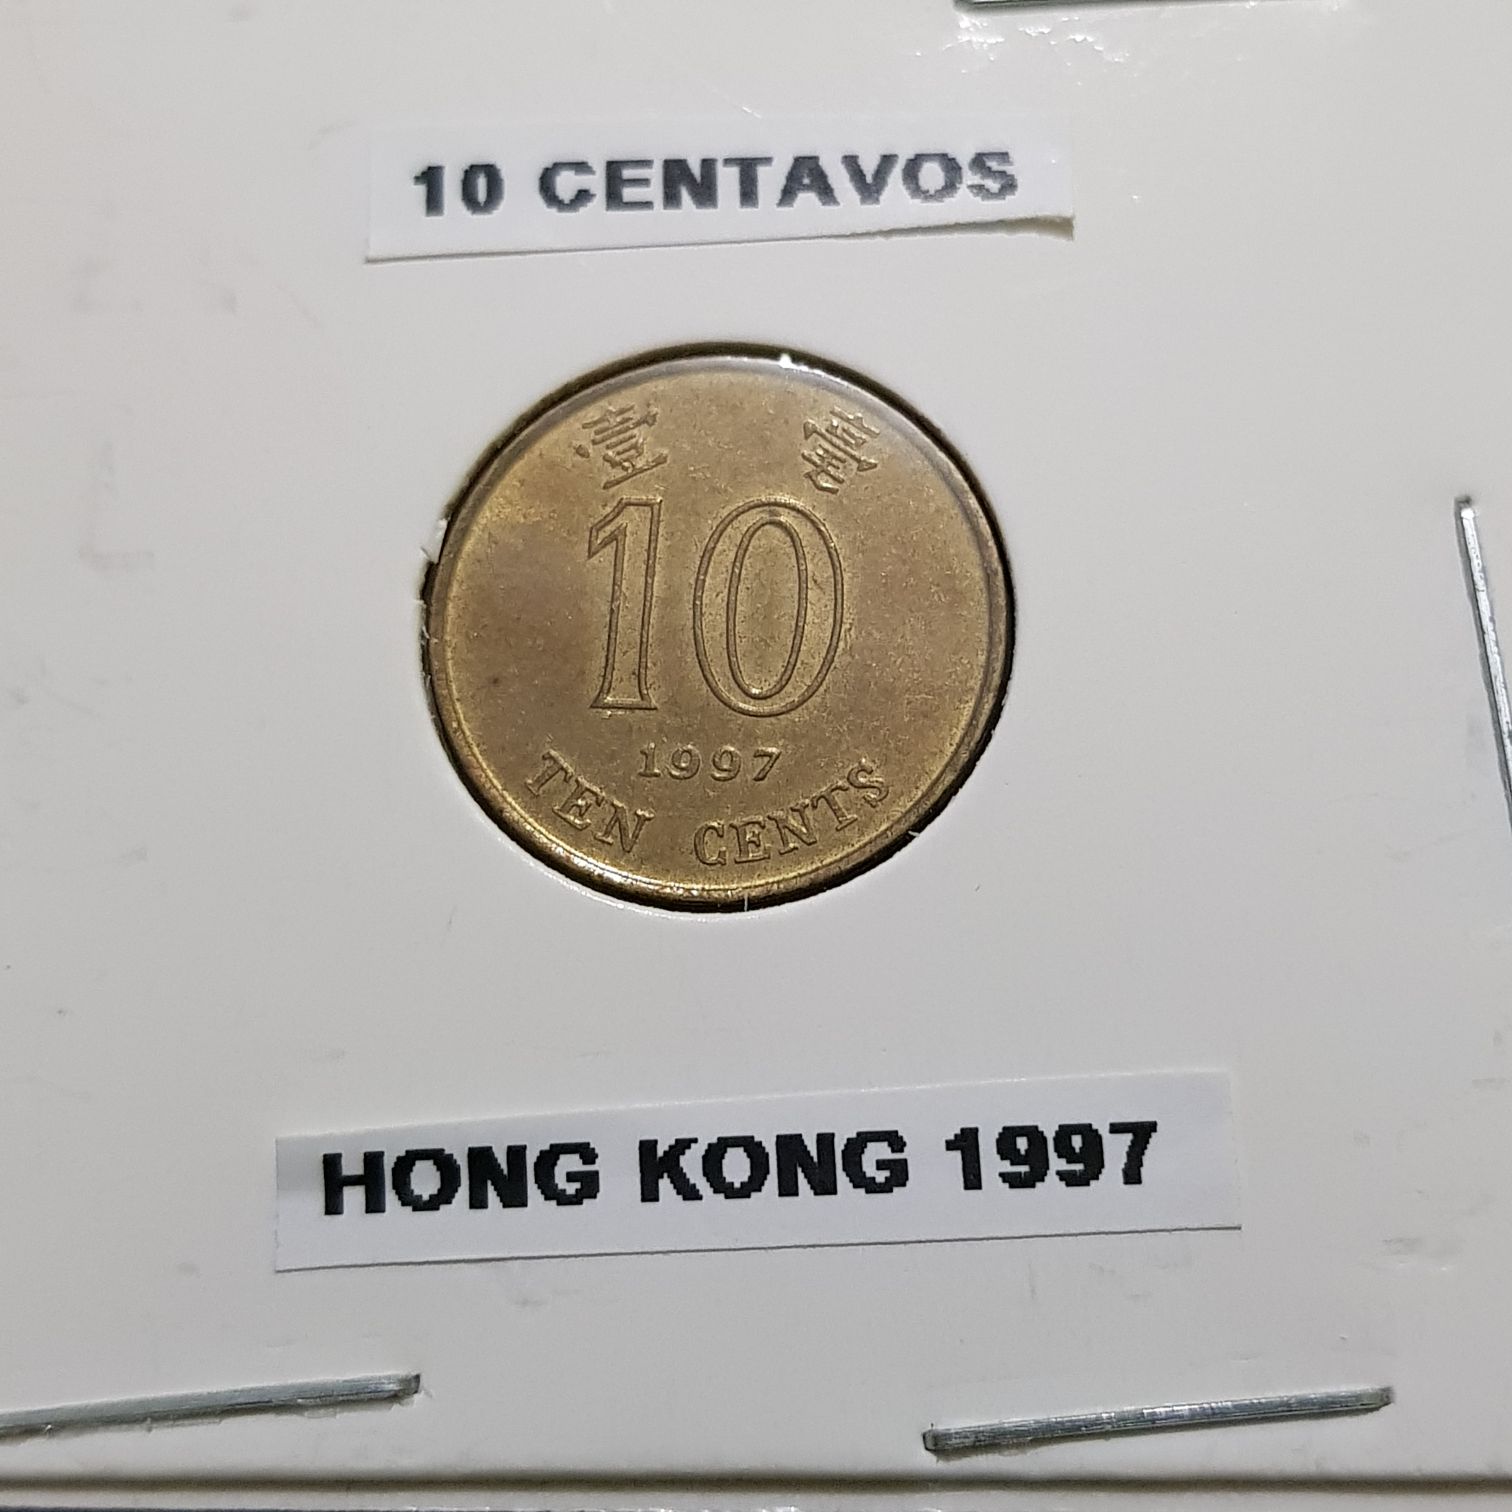 10 CENTAVOS
壹 毫
10
1997
TEN CENTS
HONG KONG 1997